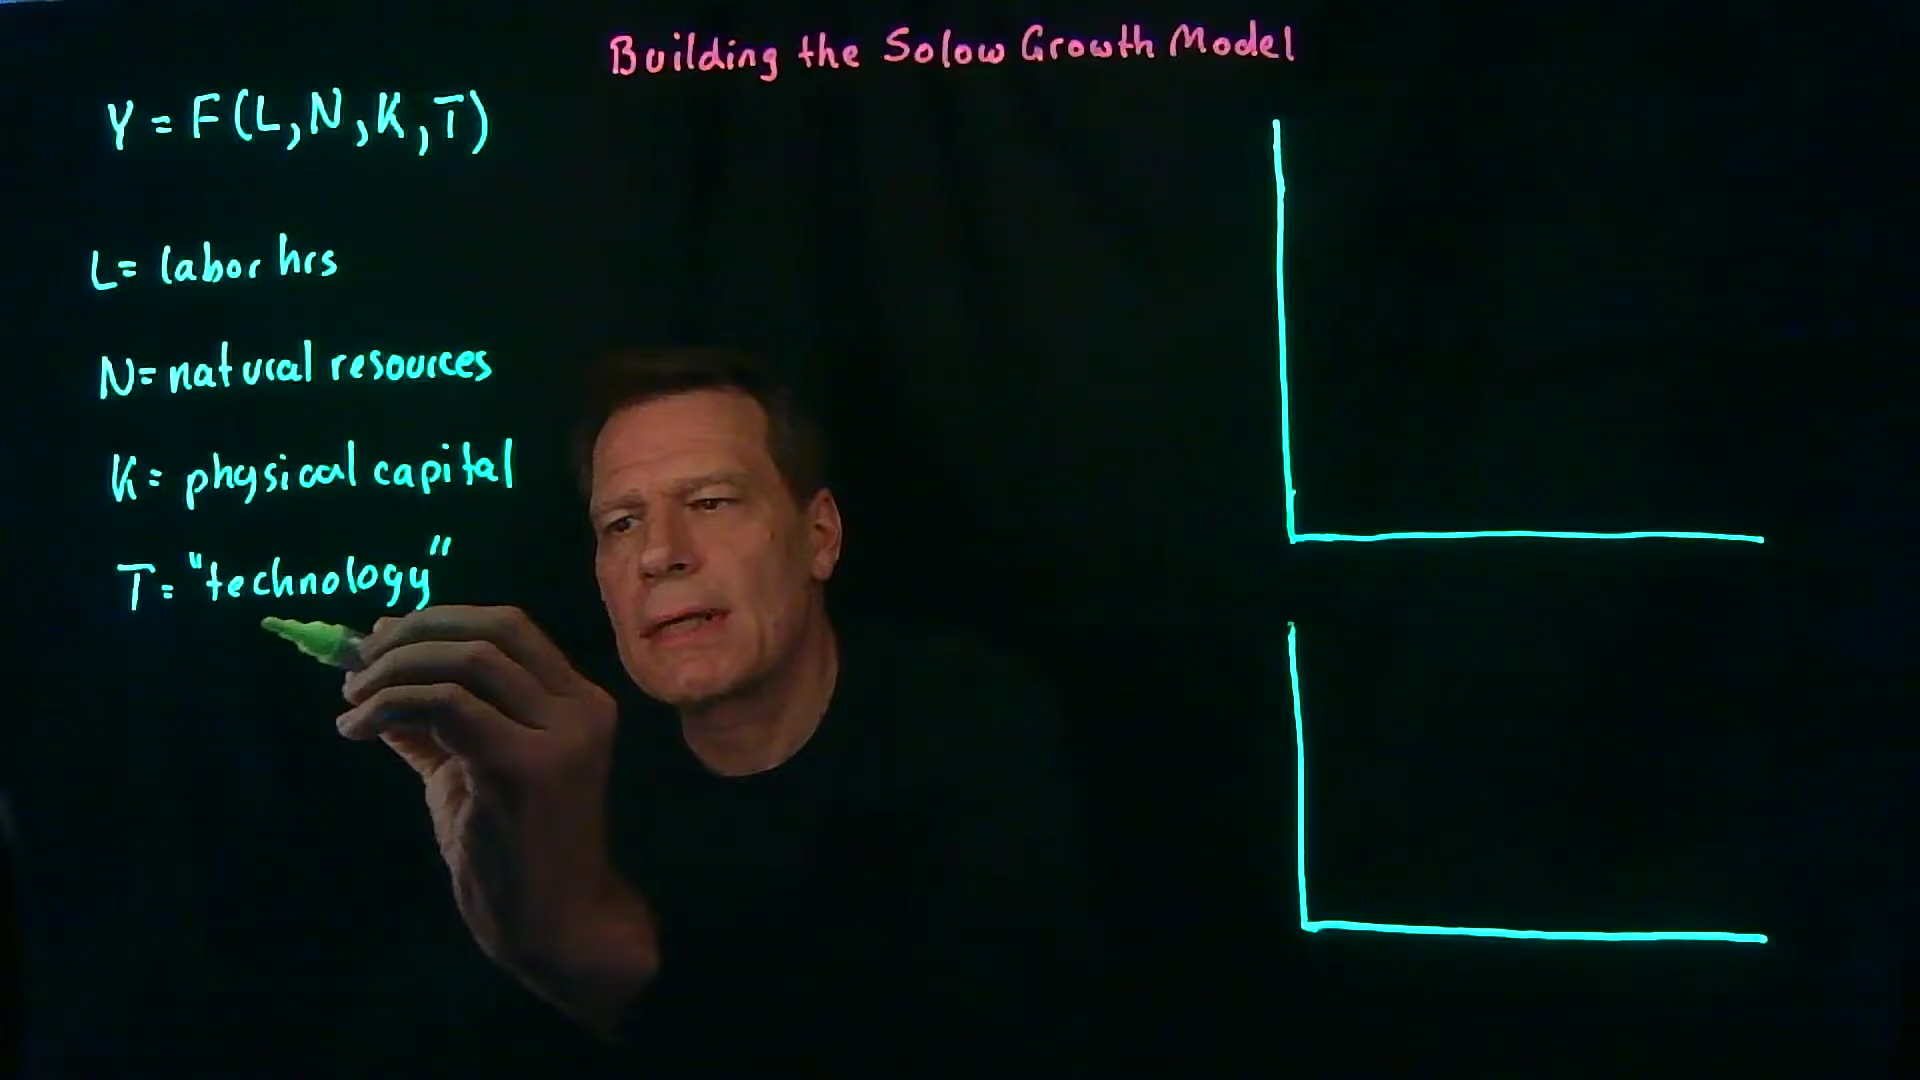 Building the Solow Growth Model
Y = F(L,N,K,T)
L= labor hrs
N= natural resources
K= physical capital
T= "technology"